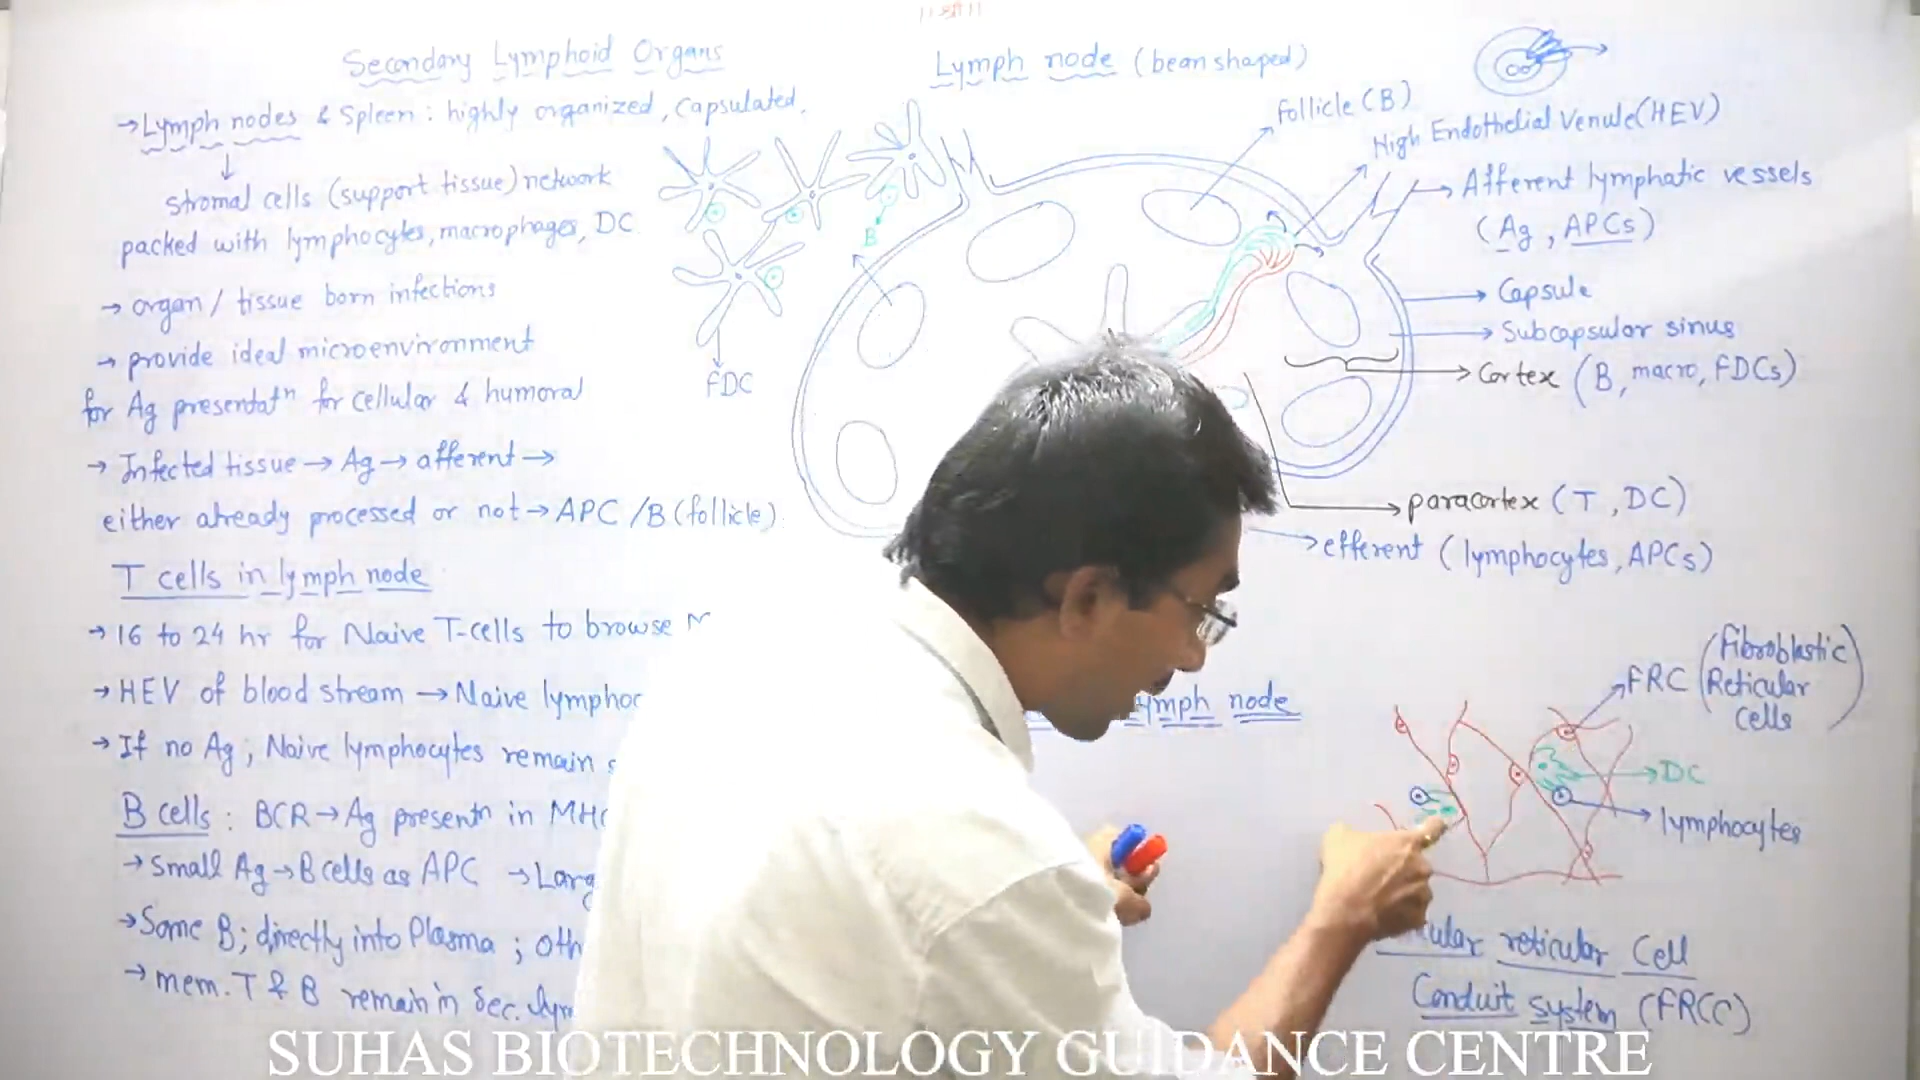 ॥श्री॥
Secondary Lymphoid Organs
→Lymph nodes & Spleen: highly organized, capsulated.
↓
stromal cells (support tissue) network
packed with lymphocytes, macrophages, DC
→ organ / tissue born infections
→ provide ideal microenvironment
for Ag presentatⁿ for cellular & humoral
→ Infected tissue → Ag → afferent →
either already processed or not → APC /B (follicle)
T cells in lymph node
→ 16 to 24 hr for Naive T-cells to browse
→ HEV of blood stream → Naive
→ If no Ag; Naive lymphocytes remain
B cells : BCR → Ag presentⁿ in
→ small Ag → B cells as APC →
→ Some B; directly into Plasma ;
→ mem. T & B remain in Sec.
B
FDC
Lymph node (bean shaped)
follicle (B)
High Endothelial Venule (HEV)
Afferent lymphatic vessels
(Ag, APCs)
Capsule
Subcapsular sinus
Cortex (B, macro, FDCs)
paracortex (T, DC)
efferent (lymphocytes, APCs)
node
FRC (Fibroblastic
Reticular
Cells)
DC
lymphocytes
reticular Cell
Conduit system (FRCC)
SUHAS BIOTECHNOLOGY GUIDANCE CENTRE